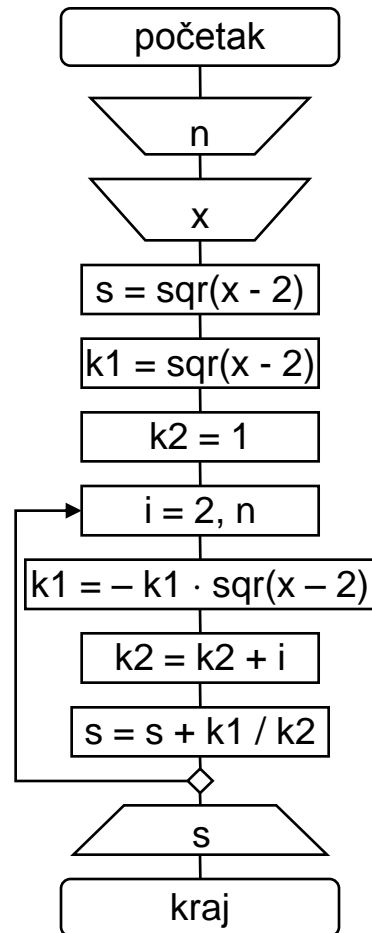 početak
n
x
s = sqr(x - 2)
k1 = sqr(x - 2)
k2 = 1
i = 2, n
k1 = – k1 · sqr(x – 2)
k2 = k2 + i
s = s + k1 / k2
s
kraj